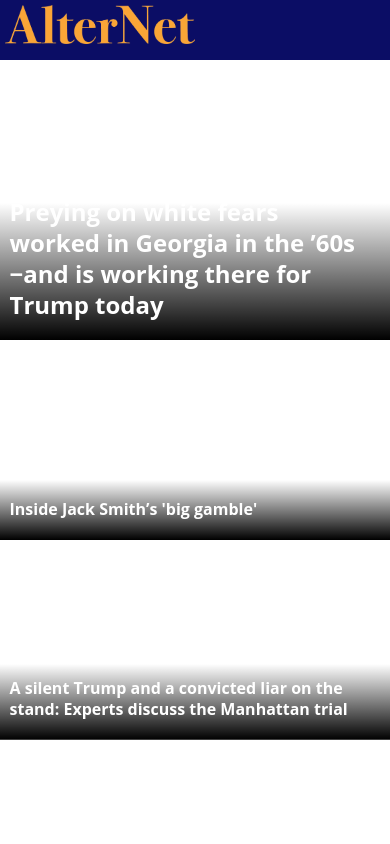 AlterNet
Preying on white fears
worked in Georgia in the ’60s
–and is working there for
Trump today
Inside Jack Smith’s 'big gamble'
A silent Trump and a convicted liar on the
stand: Experts discuss the Manhattan trial